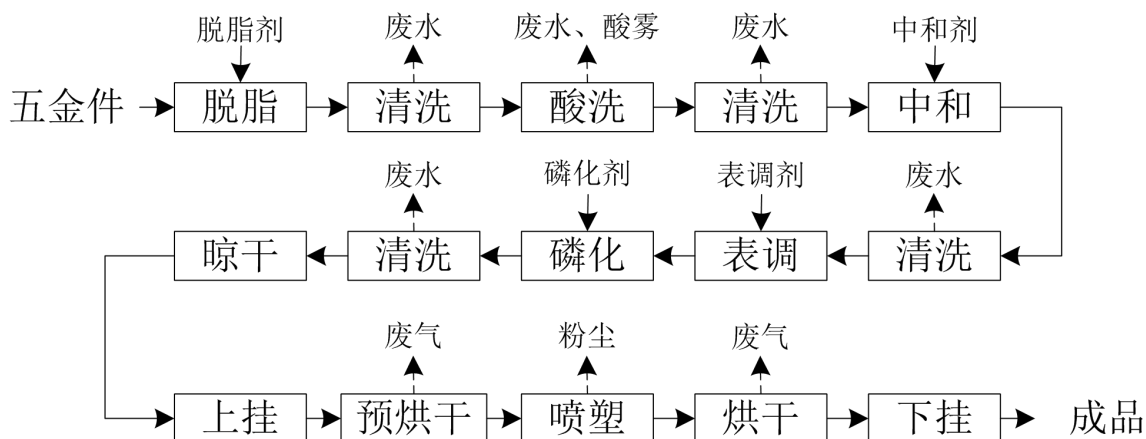 脱脂剂 废水 废水、酸雾 废水 中和剂
五金件 脱脂 清洗 酸洗 清洗 中和
废水 磷化剂 表调剂 废水
晾干 清洗 磷化 表调 清洗
废气 粉尘 废气
上挂 预烘干 喷塑 烘干 下挂 成品